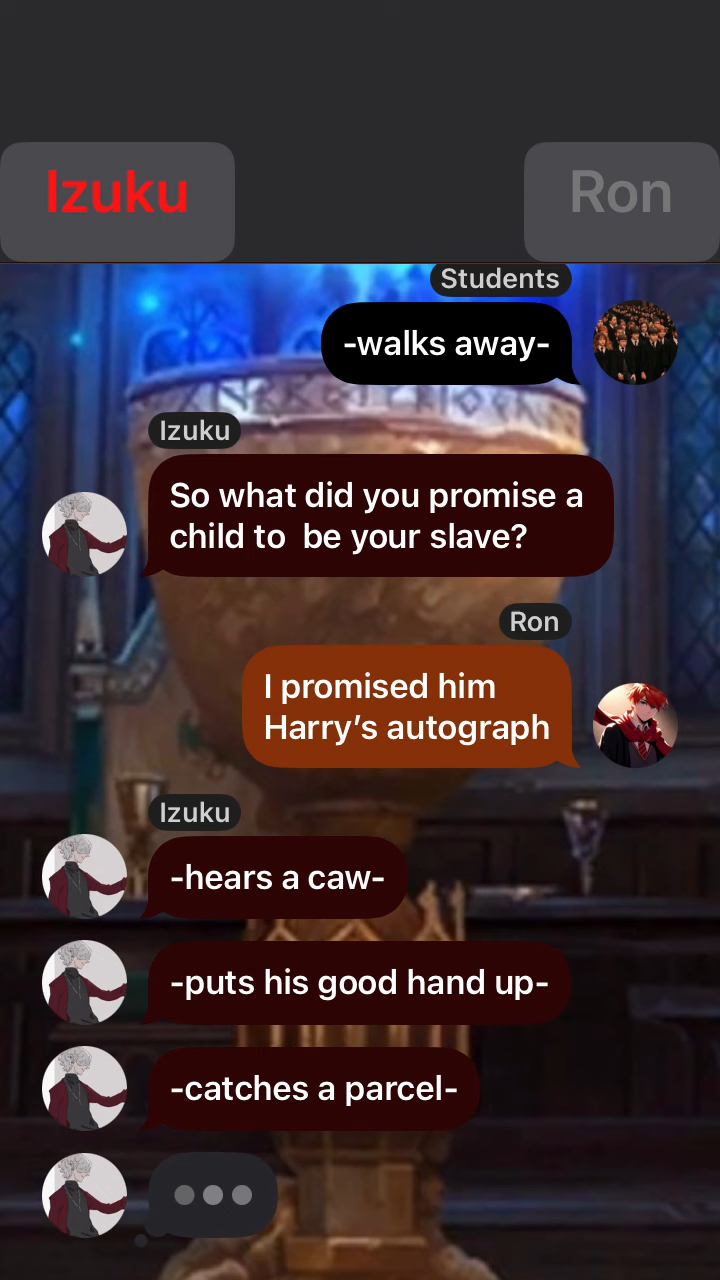 Izuku
Ron
Students
-walks away-
Izuku
So what did you promise a
child to  be your slave?
Ron
I promised him
Harry’s autograph
Izuku
-hears a caw-
-puts his good hand up-
-catches a parcel-